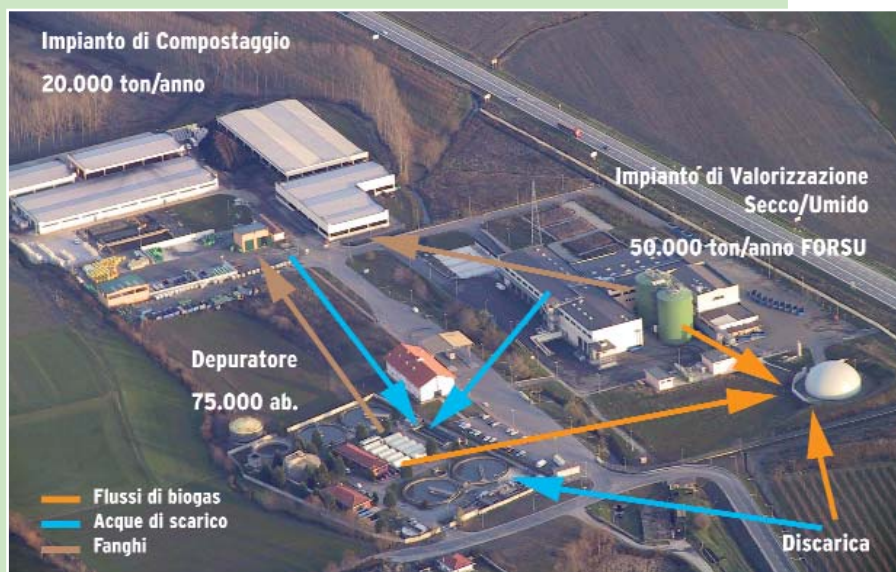 Impianto di Compostaggio
20.000 ton/anno
Impianto di Valorizzazione
Secco/Umido
50.000 ton/anno FORSU
Depuratore
75.000 ab.
Flussi di biogas
Acque di scarico
Fanghi
Discarica